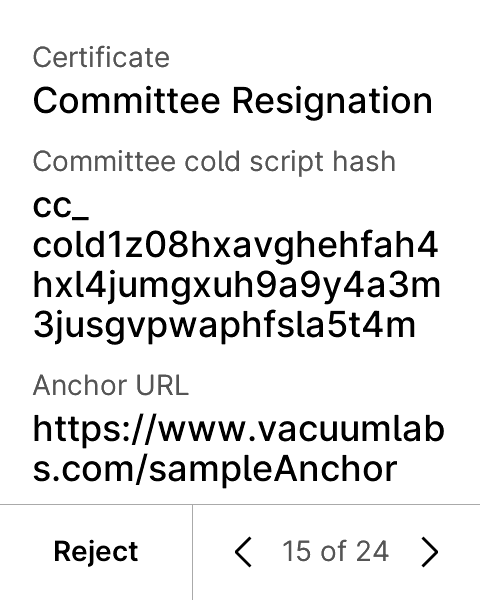 Certificate
Committee Resignation
Committee cold script hash
cc_
cold1z08hxavghehfah4
hxl4jumgxuh9a9y4a3m
3jusgvpwaphfsla5t4m
Anchor URL
https://www.vacuumlab
s.com/sampleAnchor
Reject
15 of 24